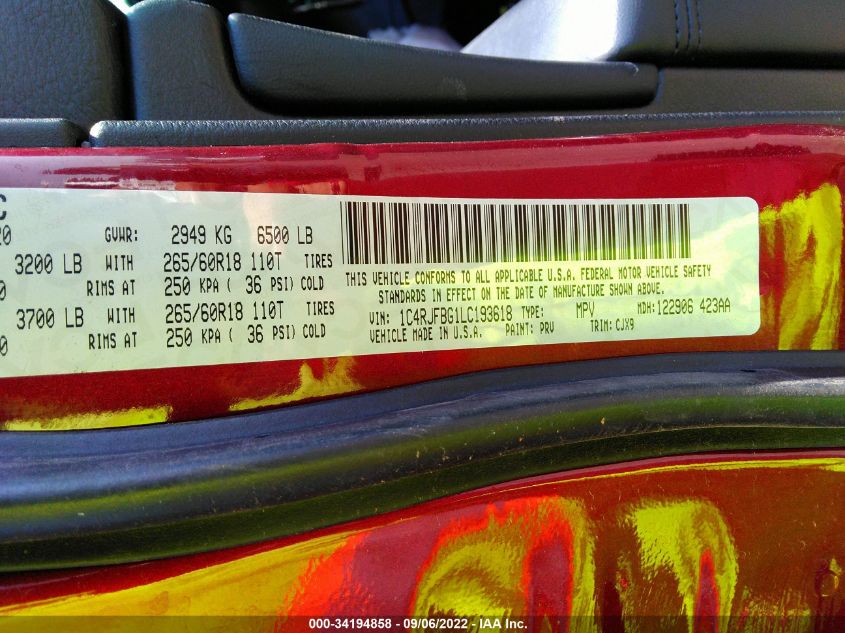 C
20 GVWR: 2949 KG 6500 LB
3200 LB WITH 265/60R18 110T TIRES
0 RIMS AT 250 KPA ( 36 PSI) COLD
3700 LB WITH 265/60R18 110T TIRES
0 RIMS AT 250 KPA ( 36 PSI) COLD
THIS VEHICLE CONFORMS TO ALL APPLICABLE U.S.A. FEDERAL MOTOR VEHICLE SAFETY
STANDARDS IN EFFECT ON THE DATE OF MANUFACTURE SHOWN ABOVE.
VIN: 1C4RJFBG1LC193618 TYPE: MPV MDH:122906 423AA
VEHICLE MADE IN U.S.A. PAINT: PRV TRIM: CJX9
000-34194858 - 09/06/2022 - IAA Inc.